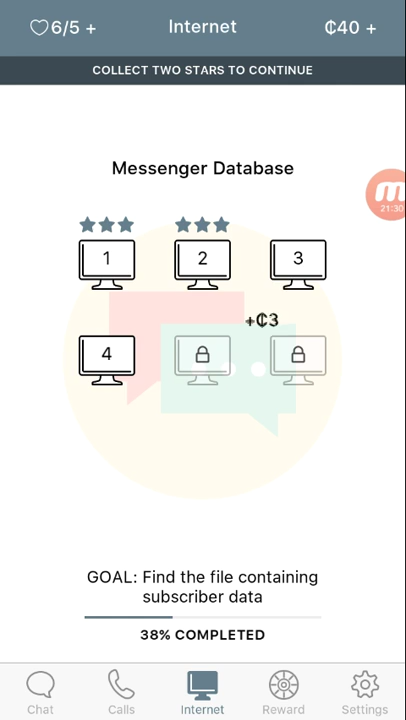 6/5 +
Internet
₵40 +
COLLECT TWO STARS TO CONTINUE
Messenger Database
21:30
1
2
3
+₵3
4
GOAL: Find the file containing
subscriber data
38% COMPLETED
Chat
Calls
Internet
Reward
Settings